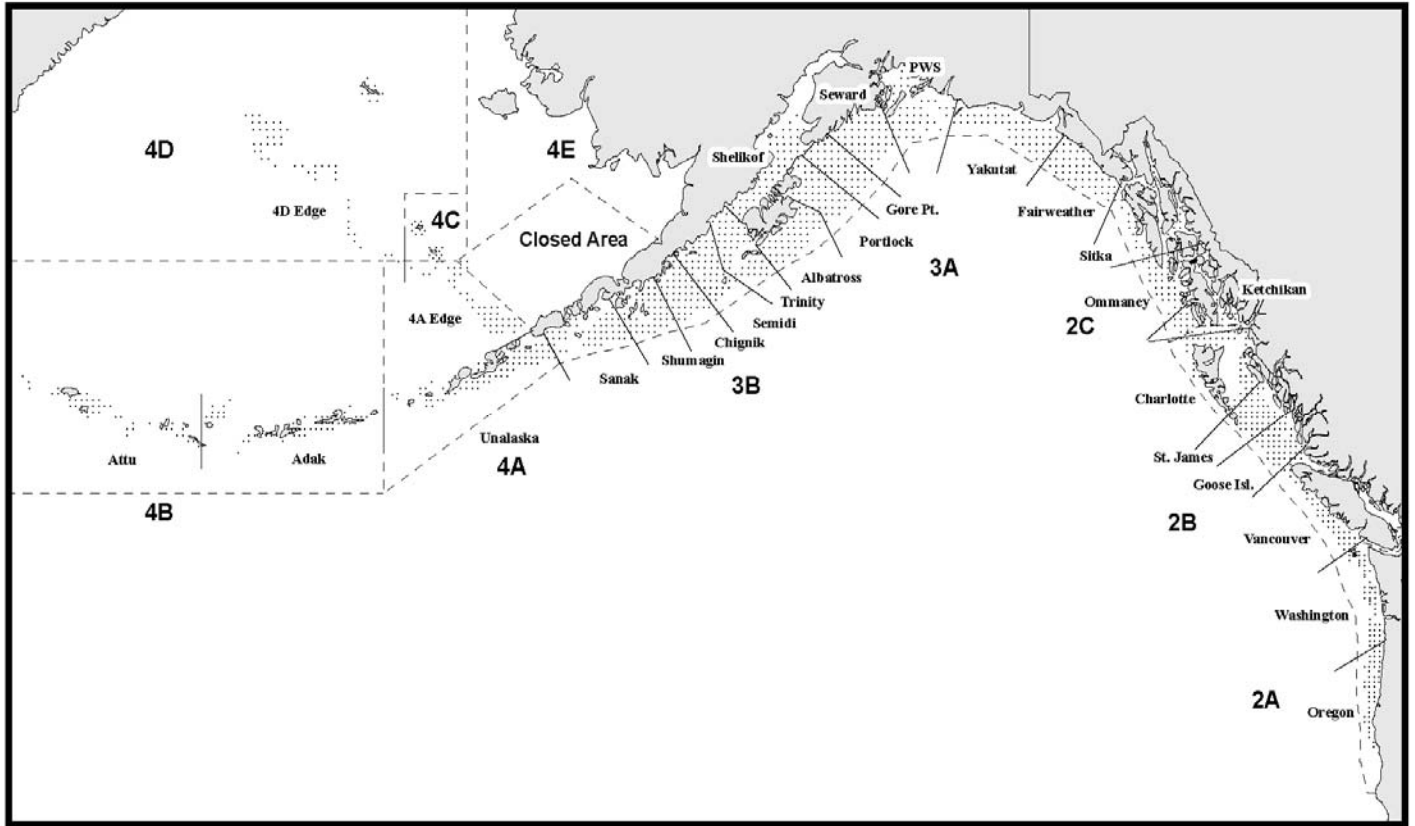 PWS
Seward
4D
4E
Shelikof
Yakutat
4D Edge
4C
Gore Pt.
Fairweather
Closed Area
Portlock
Sitka
3A
Albatross
Trinity
Ketchikan
Ommaney
4A Edge
Semidi
2C
Chignik
Shumagin
Sanak
3B
Charlotte
Unalaska
Attu
Adak
St. James
4A
Goose Isl.
4B
2B
Vancouver
Washington
2A
Oregon